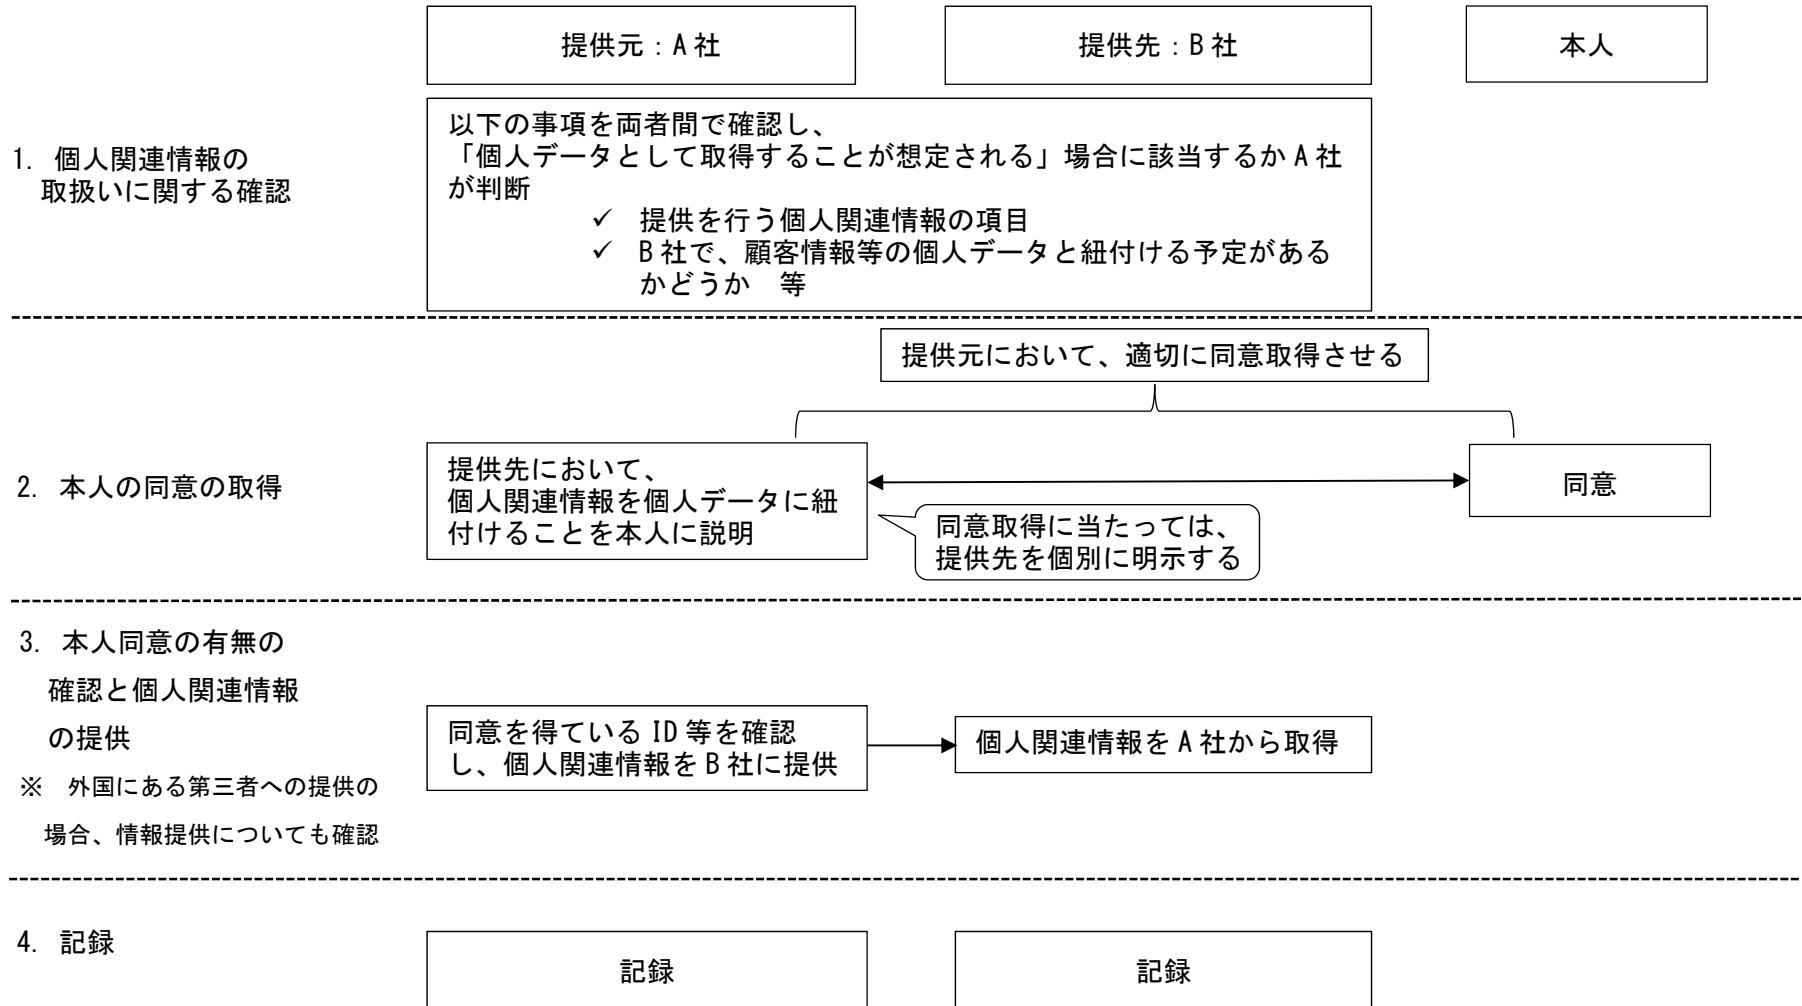 提供元：A社
提供先：B社
本人
1. 個人関連情報の
取扱いに関する確認
以下の事項を両者間で確認し、
「個人データとして取得することが想定される」場合に該当するかA社
が判断
✓ 提供を行う個人関連情報の項目
✓ B社で、顧客情報等の個人データと紐付ける予定がある
かどうか　等
提供元において、適切に同意取得させる
2. 本人の同意の取得
提供先において、
個人関連情報を個人データに紐
付けることを本人に説明
同意
同意取得に当たっては、
提供先を個別に明示する
3. 本人同意の有無の
確認と個人関連情報
の提供
※　外国にある第三者への提供の
場合、情報提供についても確認
同意を得ているID等を確認
し、個人関連情報をB社に提供
個人関連情報をA社から取得
4. 記録
記録
記録